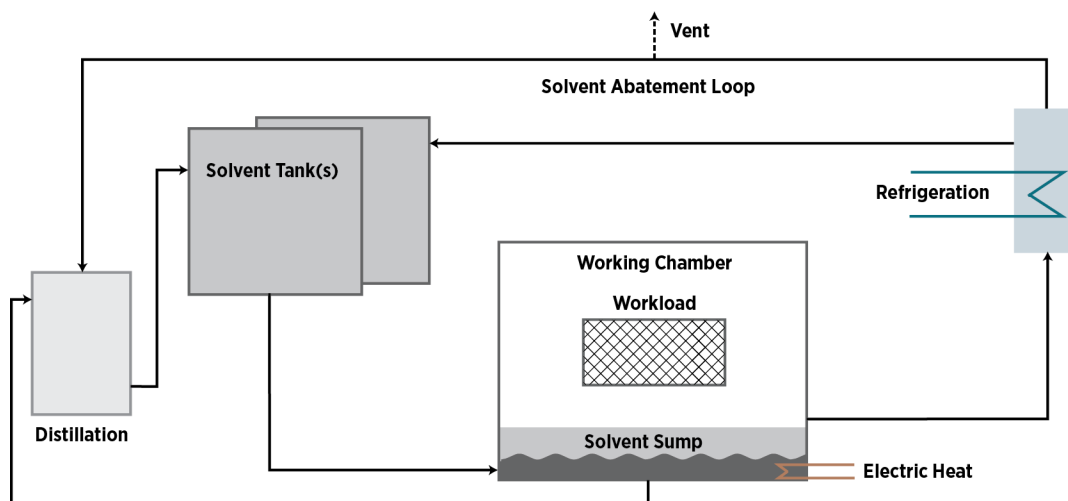 Vent
Solvent Abatement Loop
Solvent Tank(s)
Refrigeration
Working Chamber
Workload
Distillation
Solvent Sump
Electric Heat